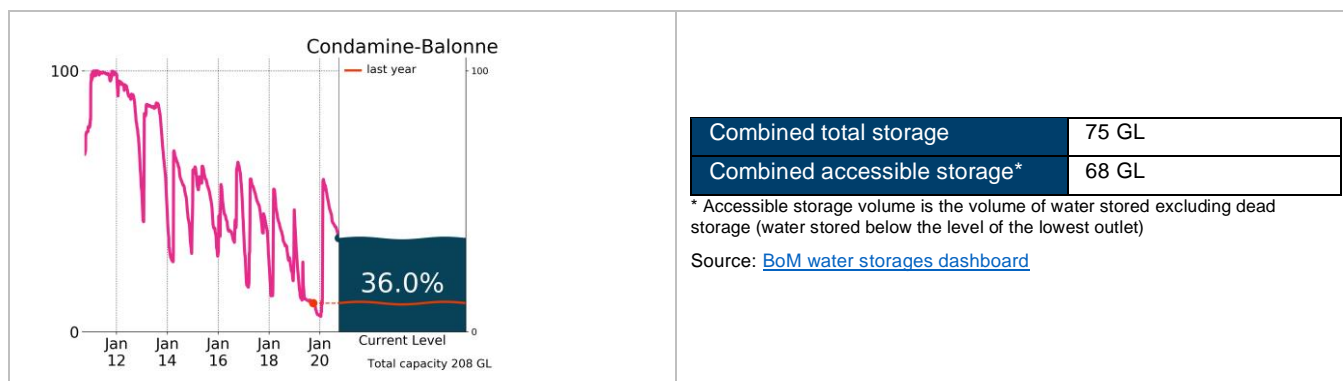 Condamine-Balonne
100
last year
100
36.0%
0
0
Jan Jan Jan Jan Jan
12 14 16 18 20
Current Level
Total capacity 208 GL
Combined total storage 75 GL
Combined accessible storage* 68 GL
* Accessible storage volume is the volume of water stored excluding dead
storage (water stored below the level of the lowest outlet)
Source: BoM water storages dashboard